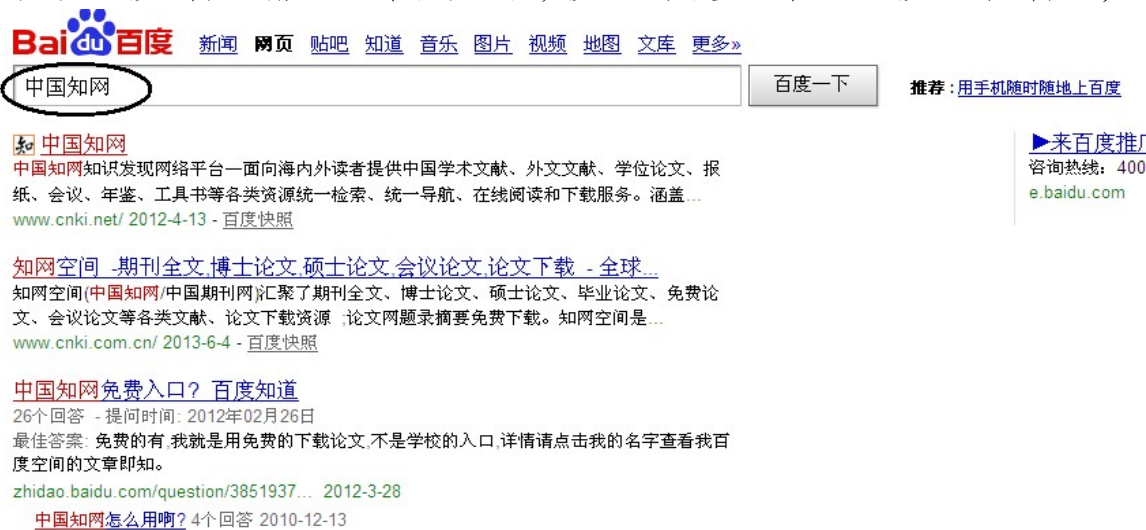 Bai du 百度 新闻 网页 贴吧 知道 音乐 图片 视频 地图 文库 更多»
中国知网 百度一下 推荐 : 用手机随时随地上百度
知 中国知网
中国知网知识发现网络平台—面向海内外读者提供中国学术文献、外文文献、学位论文、报
纸、会议、年鉴、工具书等各类资源统一检索、统一导航、在线阅读和下载服务。涵盖...
www.cnki.net/ 2012-4-13 - 百度快照
▶来百度推广
咨询热线：400
e.baidu.com
知网空间 -期刊全文,博士论文,硕士论文,会议论文,论文下载 - 全球...
知网空间(中国知网/中国期刊网)汇聚了期刊全文、博士论文、硕士论文、毕业论文、免费论
文、会议论文等各类文献、论文下载资源 ;论文网题录摘要免费下载。知网空间是...
www.cnki.com.cn/ 2013-6-4 - 百度快照
中国知网免费入口? 百度知道
26个回答 - 提问时间: 2012年02月26日
最佳答案: 免费的有,我就是用免费的下载论文,不是学校的入口,详情请点击我的名字查看我百
度空间的文章即知。
zhidao.baidu.com/question/3851937... 2012-3-28
中国知网怎么用啊? 4个回答 2010-12-13